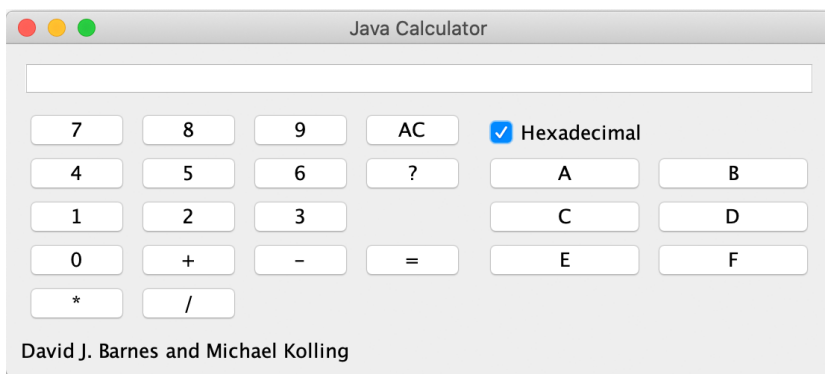 Java Calculator
7 8 9 AC Hexadecimal
4 5 6 ? A B
1 2 3 C D
0 + - = E F
* /
David J. Barnes and Michael Kolling